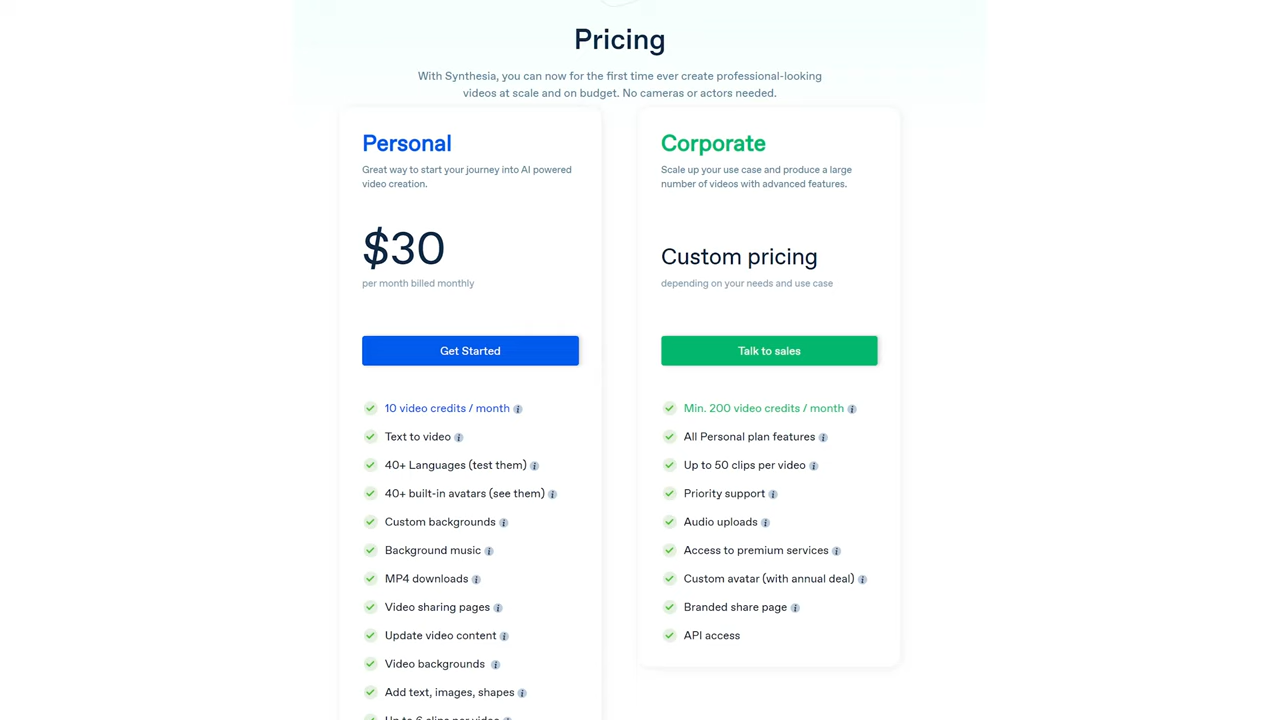 Pricing
With Synthesia, you can now for the first time ever create professional-looking
videos at scale and on budget. No cameras or actors needed.
Personal
Great way to start your journey into AI powered
video creation.
$30
per month billed monthly
Get Started
10 video credits / month
Text to video
40+ Languages (test them)
40+ built-in avatars (see them)
Custom backgrounds
Background music
MP4 downloads
Video sharing pages
Update video content
Video backgrounds
Add text, images, shapes
Up to 6 clips per video
Corporate
Scale up your use case and produce a large
number of videos with advanced features.
Custom pricing
depending on your needs and use case
Talk to sales
Min. 200 video credits / month
All Personal plan features
Up to 50 clips per video
Priority support
Audio uploads
Access to premium services
Custom avatar (with annual deal)
Branded share page
API access